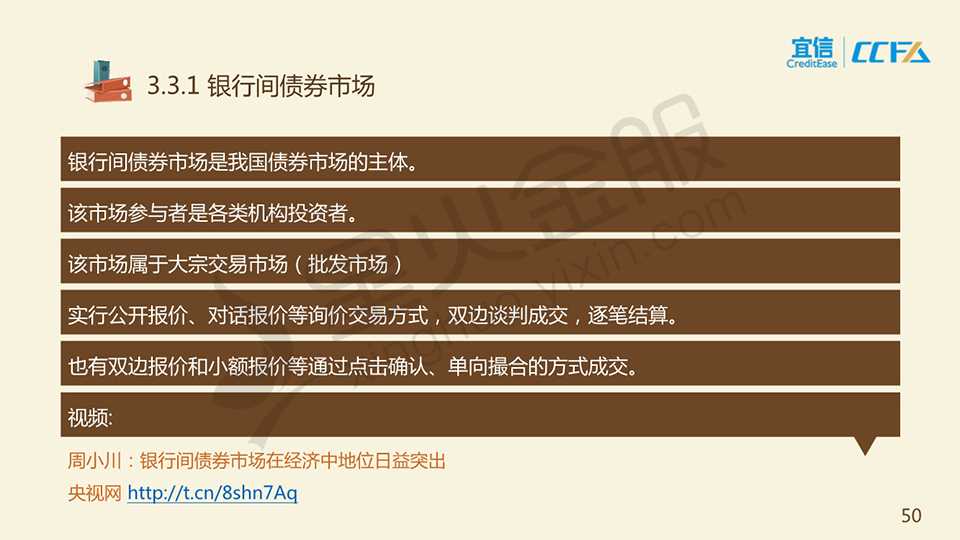 宜信
CreditEase
CCFA
3.3.1 银行间债券市场
银行间债券市场是我国债券市场的主体。
该市场参与者是各类机构投资者。
该市场属于大宗交易市场（批发市场）
实行公开报价、对话报价等询价交易方式，双边谈判成交，逐笔结算。
也有双边报价和小额报价等通过点击确认、单向撮合的方式成交。
视频:
周小川：银行间债券市场在经济中地位日益突出
央视网 http://t.cn/8shn7Aq
50
星火金服
xinghuo.yixin.com